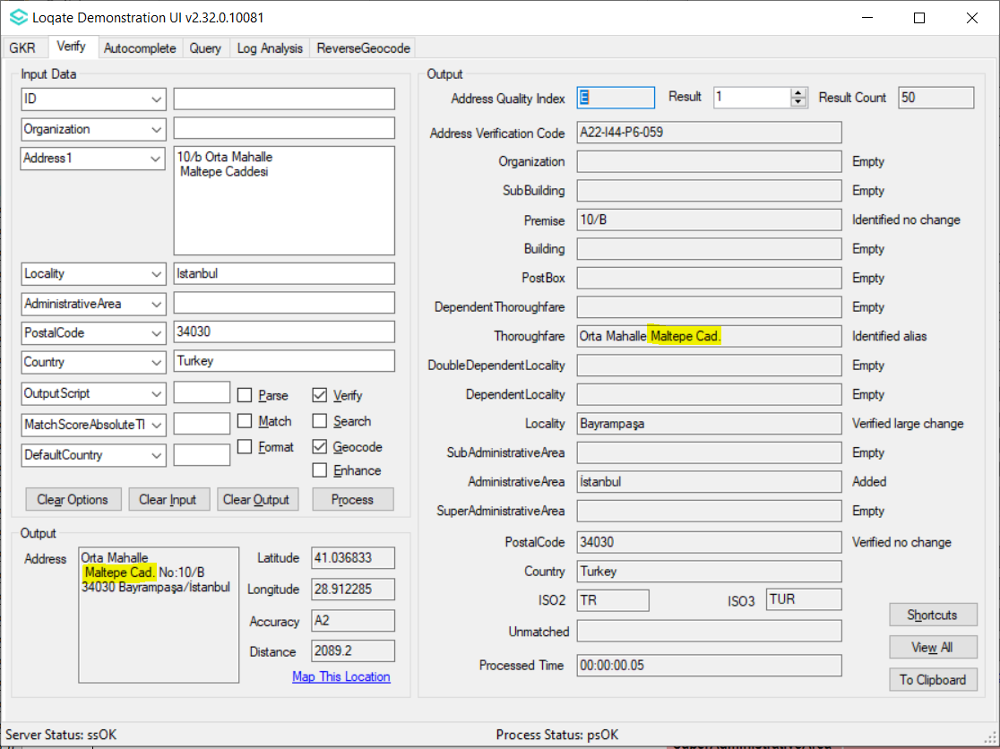 Loqate Demonstration UI v2.32.0.10081
GKR Verify Autocomplete Query Log Analysis ReverseGeocode
Input Data
ID
Organization
Address1
10/b Orta Mahalle
Maltepe Caddesi
Locality Istanbul
AdministrativeArea
PostalCode 34030
Country Turkey
OutputScript
MatchScoreAbsoluteTl
DefaultCountry
Parse Verify
Match Search
Format Geocode
Enhance
Clear Options Clear Input Clear Output Process
Output
Address
Orta Mahalle
Maltepe Cad. No:10/B
34030 Bayrampaşa/İstanbul
Latitude 41.036833
Longitude 28.912285
Accuracy A2
Distance 2089.2
Map This Location
Output
Address Quality Index E Result 1 Result Count 50
Address Verification Code A22-I44-P6-059
Organization Empty
SubBuilding Empty
Premise 10/B Identified no change
Building Empty
PostBox Empty
DependentThoroughfare Empty
Thoroughfare Orta Mahalle Maltepe Cad. Identified alias
DoubleDependentLocality Empty
DependentLocality Empty
Locality Bayrampaşa Verified large change
SubAdministrativeArea Empty
AdministrativeArea İstanbul Added
SuperAdministrativeArea Empty
PostalCode 34030 Verified no change
Country Turkey
ISO2 TR ISO3 TUR
Unmatched
Processed Time 00:00:00.05
Shortcuts
View All
To Clipboard
Server Status: ssOK Process Status: psOK